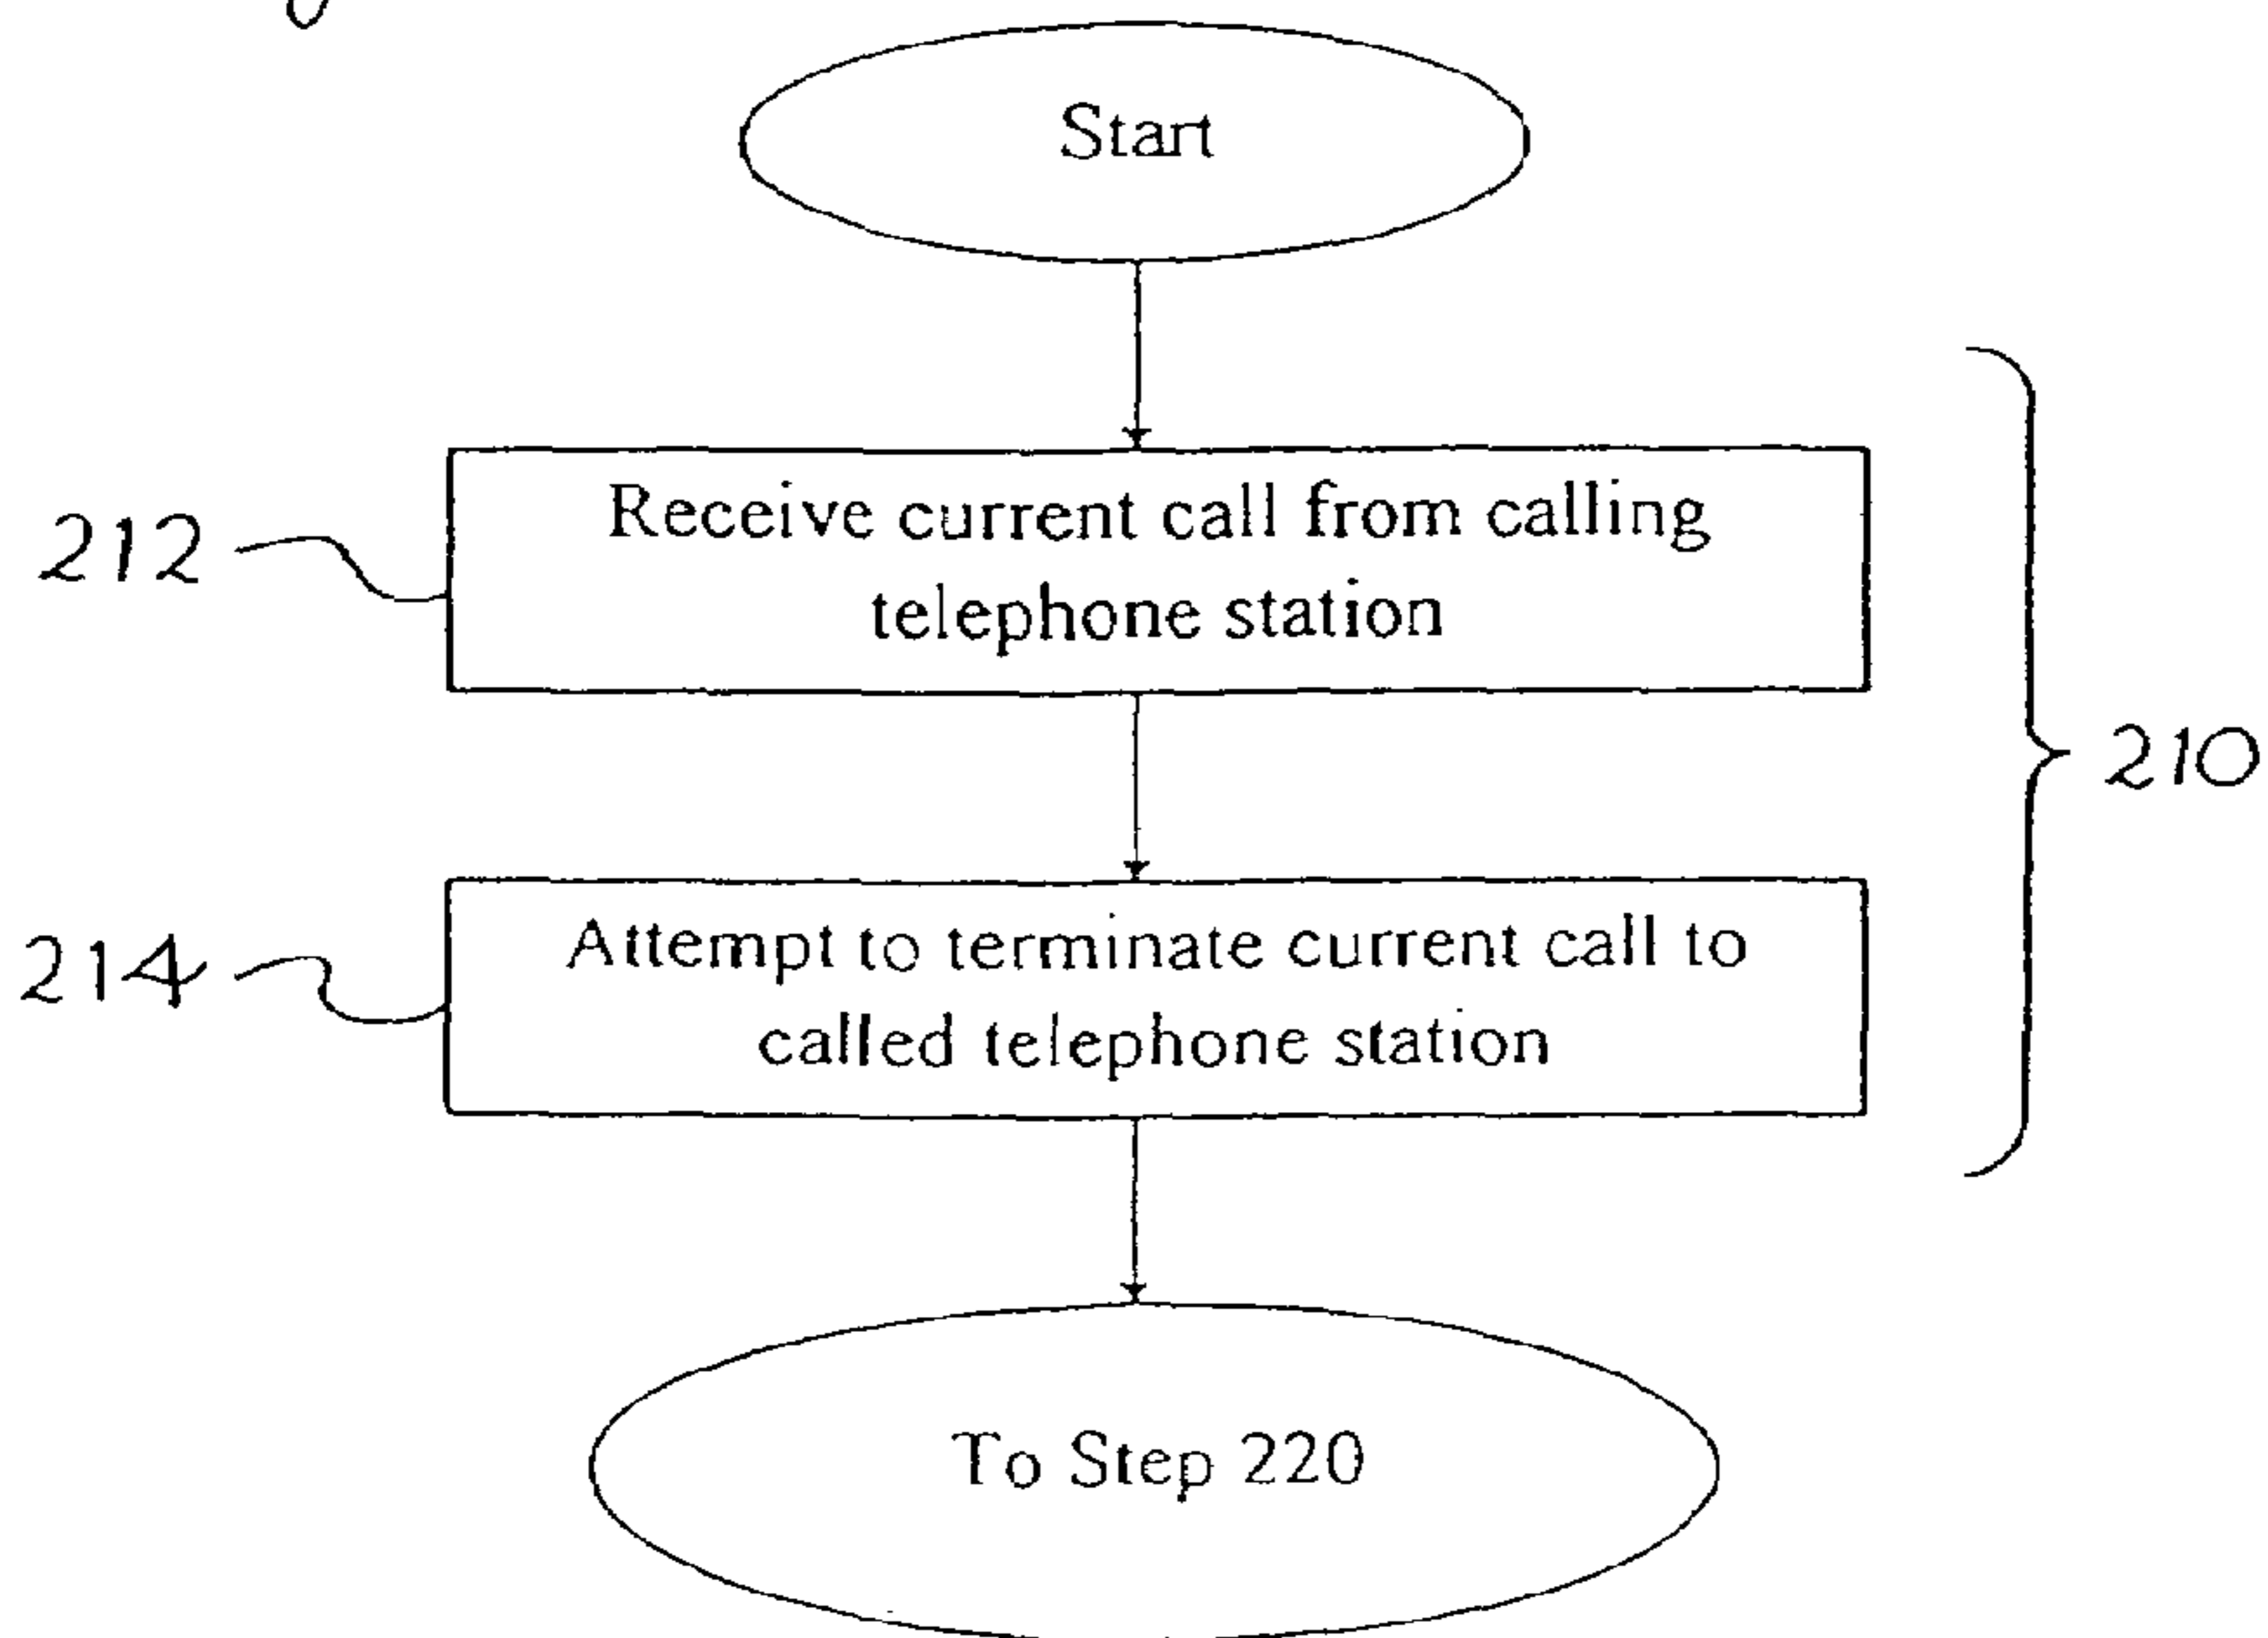 Start
Receive current call from calling
telephone station
212
210
Attempt to terminate current call to
called telephone station
214
To Step 220